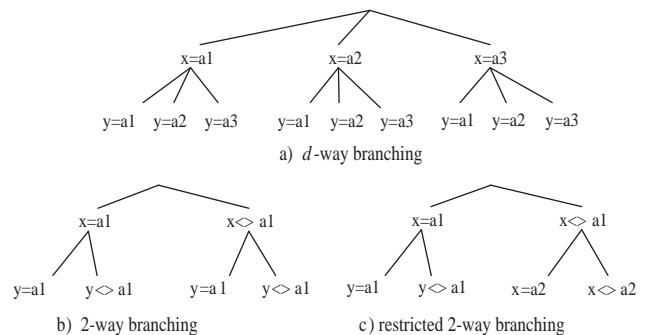 x=a1 x=a2 x=a3
y=a1 y=a2 y=a3 y=a1 y=a2 y=a3 y=a1 y=a2 y=a3
a) d-way branching
x=a1 x<> a1
y=a1 y<> a1 y=a1 y<> a1
b) 2-way branching
x=a1 x<> a1
y=a1 y<> a1 x=a2 x<> a2
c) restricted 2-way branching